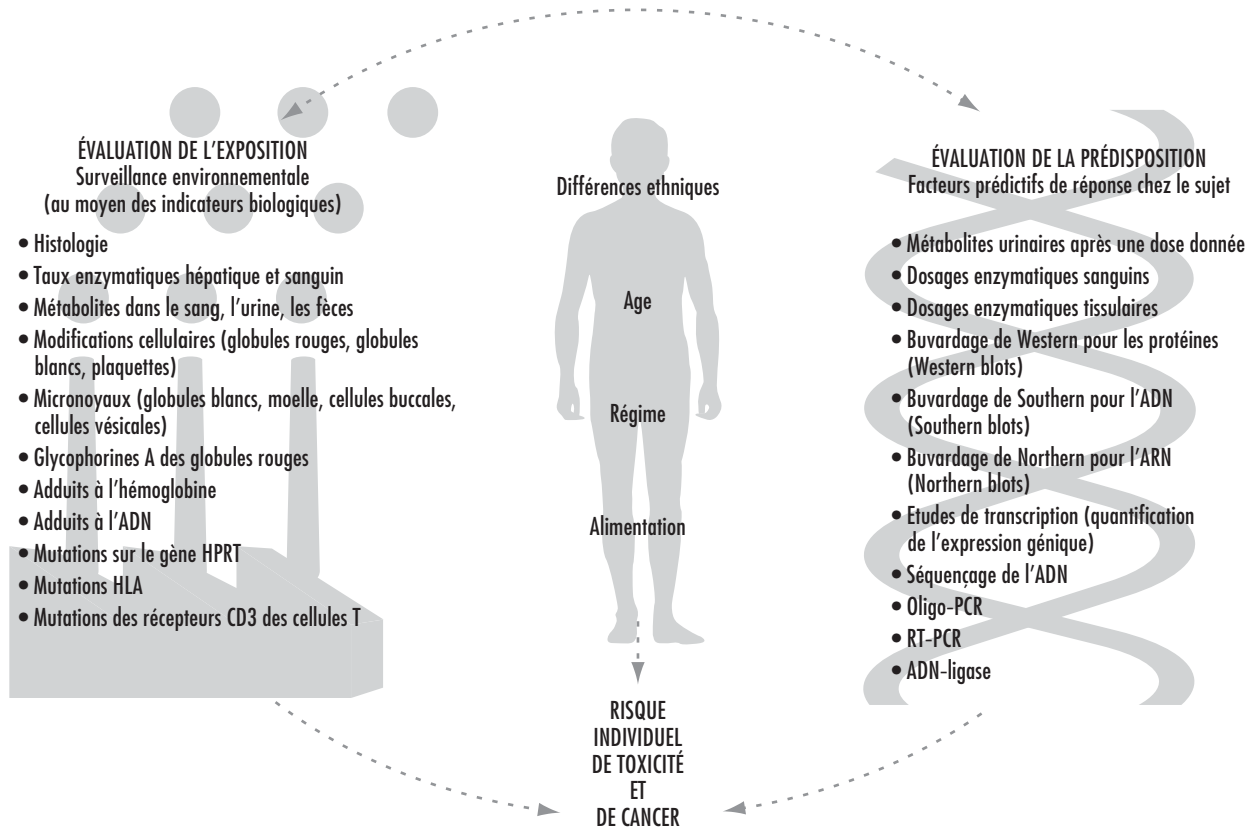 ÉVALUATION DE L’EXPOSITION
Surveillance environnementale
(au moyen des indicateurs biologiques)
• Histologie
• Taux enzymatiques hépatique et sanguin
• Métabolites dans le sang, l’urine, les fèces
• Modifications cellulaires (globules rouges, globules
blancs, plaquettes)
• Micronoyaux (globules blancs, moelle, cellules buccales,
cellules vésicales)
• Glycophorines A des globules rouges
• Adduits à l’hémoglobine
• Adduits à l’ADN
• Mutations sur le gène HPRT
• Mutations HLA
• Mutations des récepteurs CD3 des cellules T
Différences ethniques
Age
Régime
Alimentation
RISQUE
INDIVIDUEL
DE TOXICITÉ
ET
DE CANCER
ÉVALUATION DE LA PRÉDISPOSITION
Facteurs prédictifs de réponse chez le sujet
• Métabolites urinaires après une dose donnée
• Dosages enzymatiques sanguins
• Dosages enzymatiques tissulaires
• Buvardage de Western pour les protéines
(Western blots)
• Buvardage de Southern pour l’ADN
(Southern blots)
• Buvardage de Northern pour l’ARN
(Northern blots)
• Etudes de transcription (quantification
de l’expression génique)
• Séquençage de l’ADN
• Oligo-PCR
• RT-PCR
• ADN-ligase